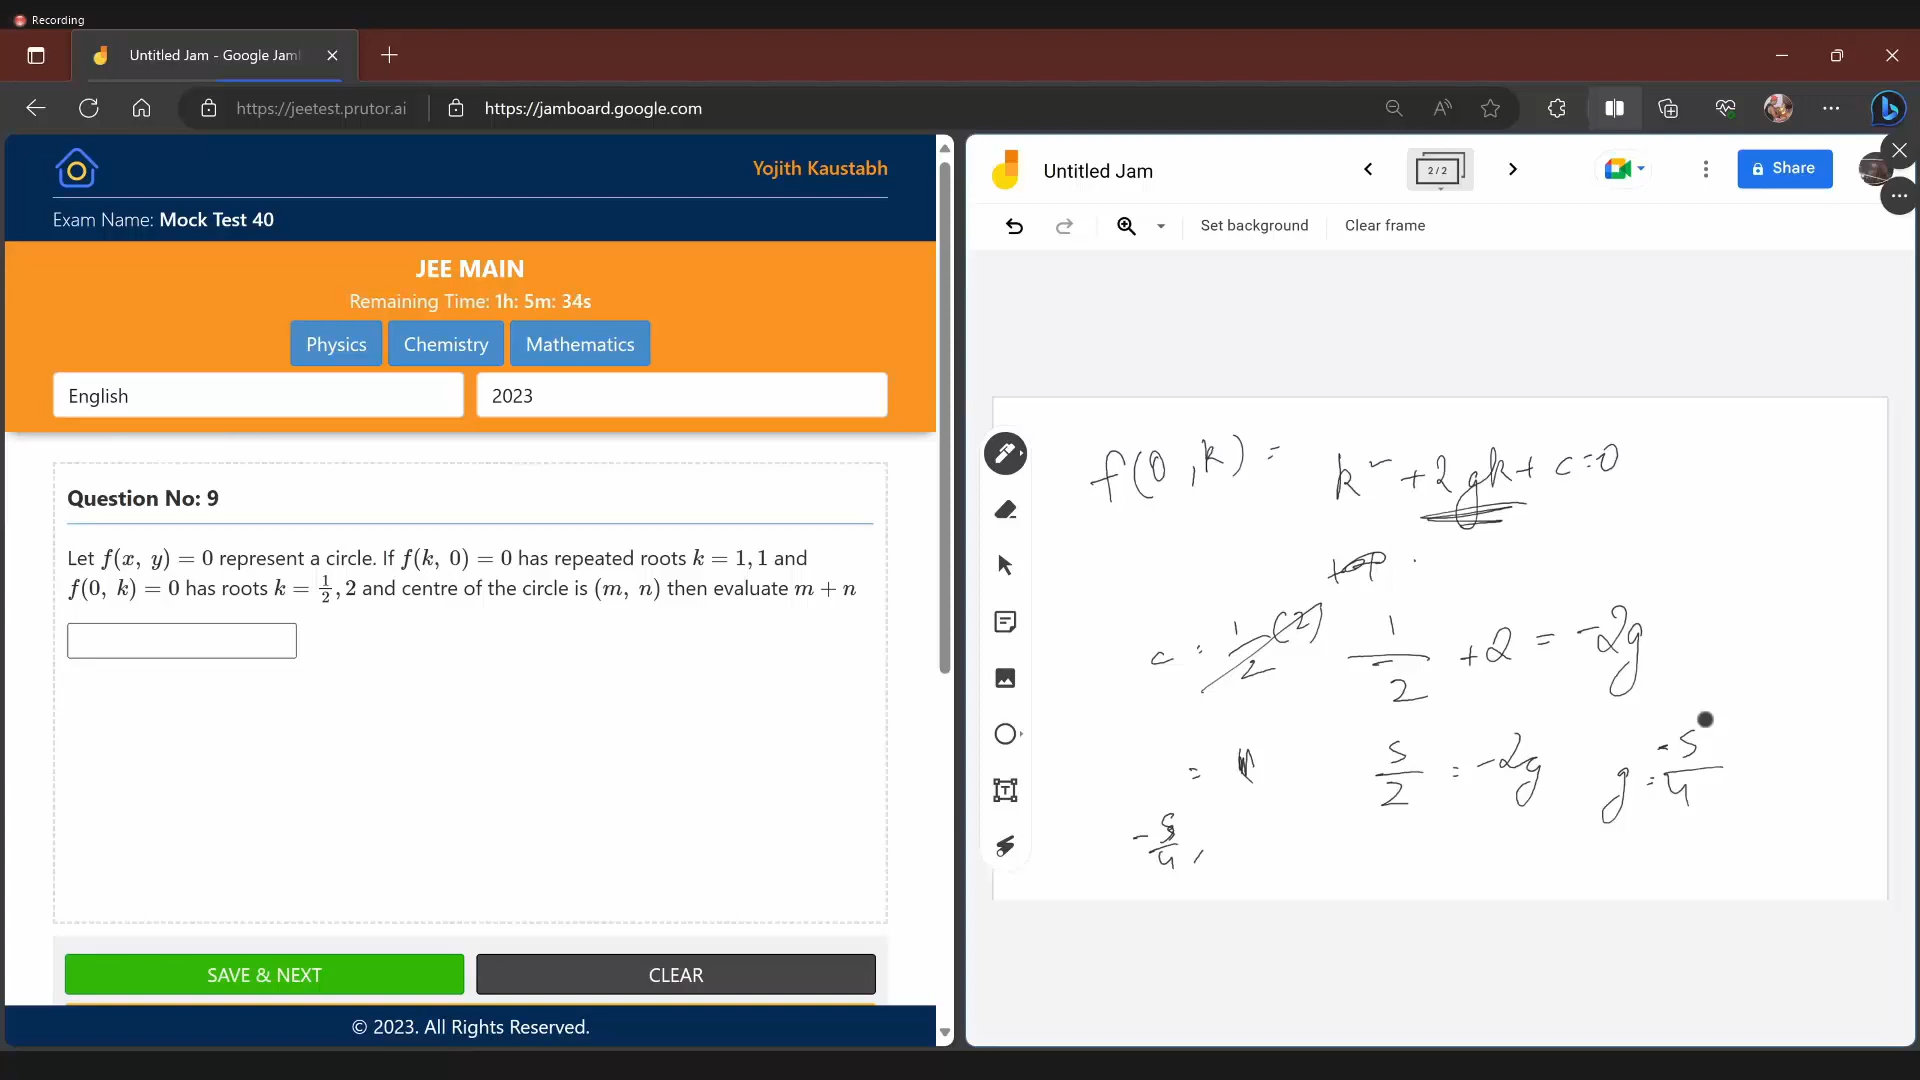 Recording
Untitled Jam - Google Jam
https://jeetest.prutor.ai
https://jamboard.google.com
Yojith Kaustabh
Exam Name: Mock Test 40
JEE MAIN
Remaining Time: 1h: 5m: 34s
Physics Chemistry Mathematics
English 2023
Question No: 9
Let f(x, y) = 0 represent a circle. If f(k, 0) = 0 has repeated roots k = 1, 1 and
f(0, k) = 0 has roots k = 1/2, 2 and centre of the circle is (m, n) then evaluate m + n
SAVE & NEXT CLEAR
© 2023. All Rights Reserved.
Untitled Jam
2 / 2
Share
Set background Clear frame
f(0, k) = k² + 2gk + c = 0
c = 1/2 (2) 1/2 + 2 = -2g
= 5/2 = -2g g = -5/4
-5/4 ,